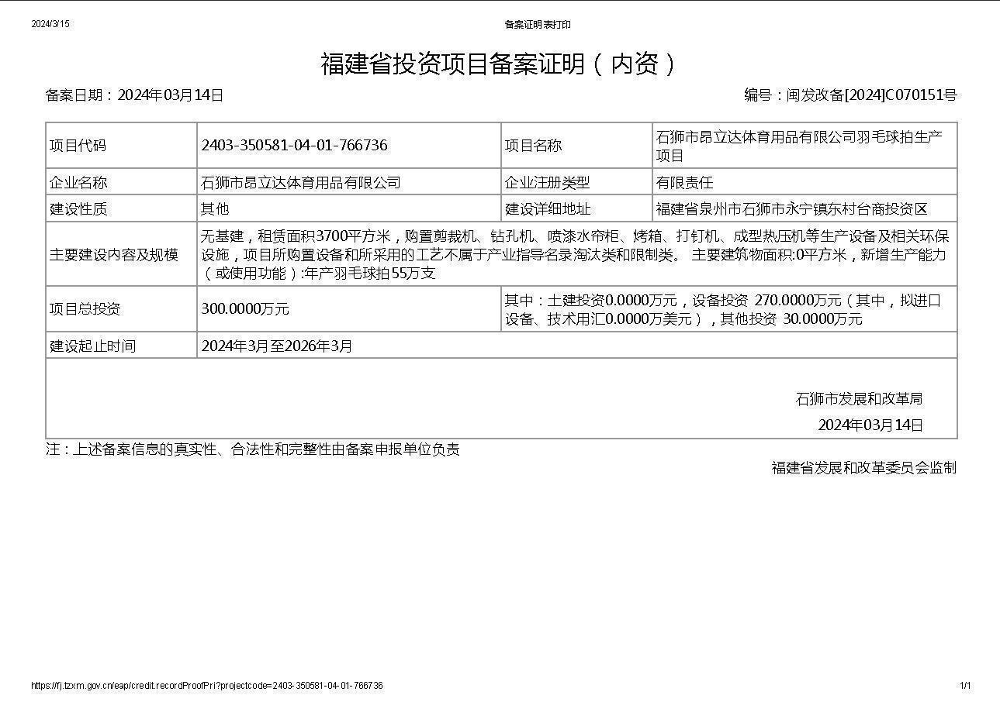 2024/3/15
备案证明表打印
福建省投资项目备案证明（内资）
备案日期：2024年03月14日
编号：闽发改备[2024]C070151号
项目代码
2403-350581-04-01-766736
项目名称
石狮市昂立达体育用品有限公司羽毛球拍生产
项目
企业名称
石狮市昂立达体育用品有限公司
企业注册类型
有限责任
建设性质
其他
建设详细地址
福建省泉州市石狮市永宁镇东村台商投资区
主要建设内容及规模
无基建，租赁面积3700平方米，购置剪裁机、钻孔机、喷漆水帘柜、烤箱、打钉机、成型热压机等生产设备及相关环保
设施，项目所购置设备和所采用的工艺不属于产业指导名录淘汰类和限制类。 主要建筑物面积:0平方米，新增生产能力
（或使用功能）:年产羽毛球拍55万支
项目总投资
300.0000万元
其中：土建投资0.0000万元，设备投资 270.0000万元（其中，拟进口
设备、技术用汇0.0000万美元），其他投资 30.0000万元
建设起止时间
2024年3月至2026年3月
石狮市发展和改革局
2024年03月14日
注：上述备案信息的真实性、合法性和完整性由备案申报单位负责
福建省发展和改革委员会监制
https://fj.tzxm.gov.cn/eap/credit.recordProofPri?projectcode=2403-350581-04-01-766736
1/1